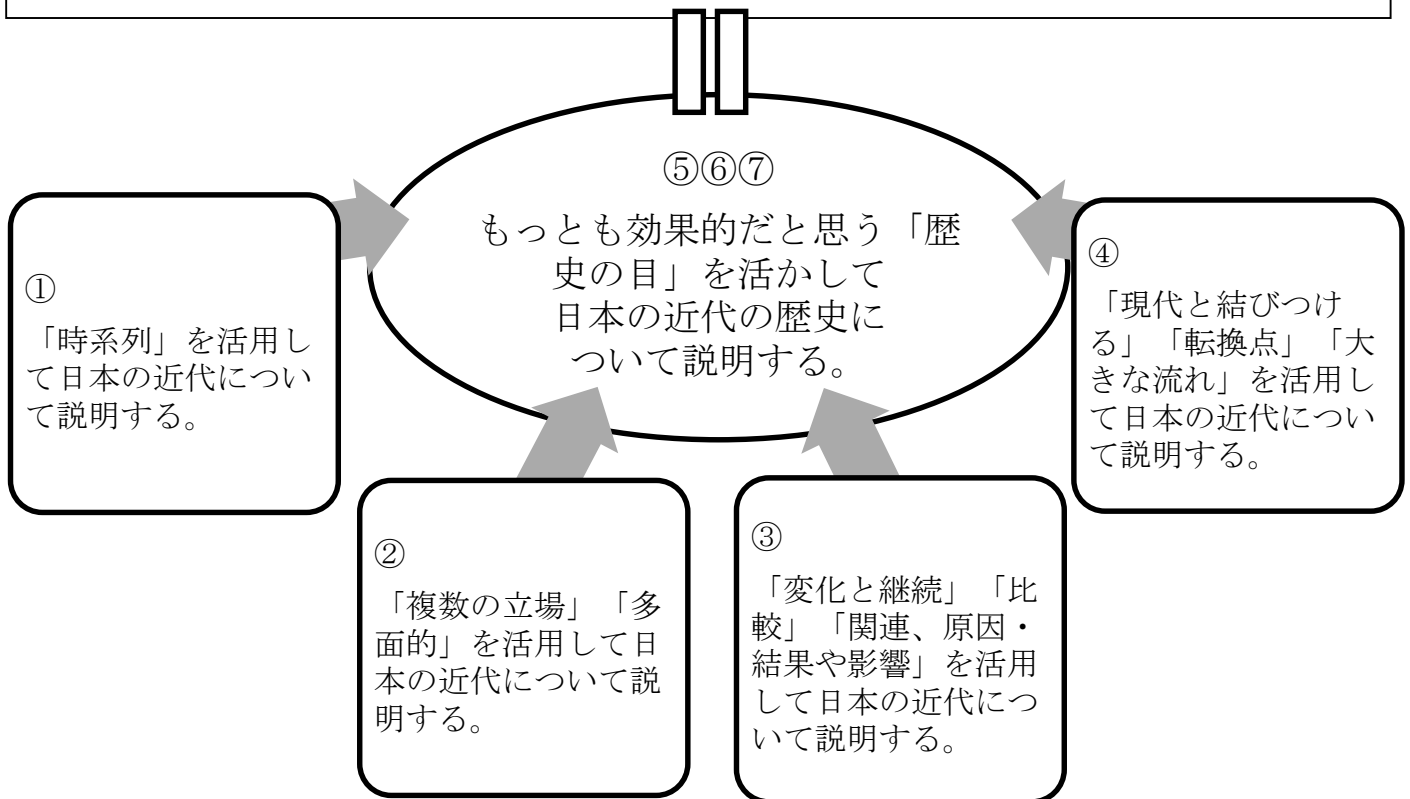 ⑤⑥⑦
もっとも効果的だと思う「歴
史の目」を活かして
日本の近代の歴史に
ついて説明する。
①
「時系列」を活用し
て日本の近代につい
て説明する。
④
「現代と結びつけ
る」「転換点」「大
きな流れ」を活用し
て日本の近代につい
て説明する。
②
「複数の立場」「多
面的」を活用して日
本の近代について説
明する。
③
「変化と継続」「比
較」「関連、原因・
結果や影響」を活用
して日本の近代につ
いて説明する。